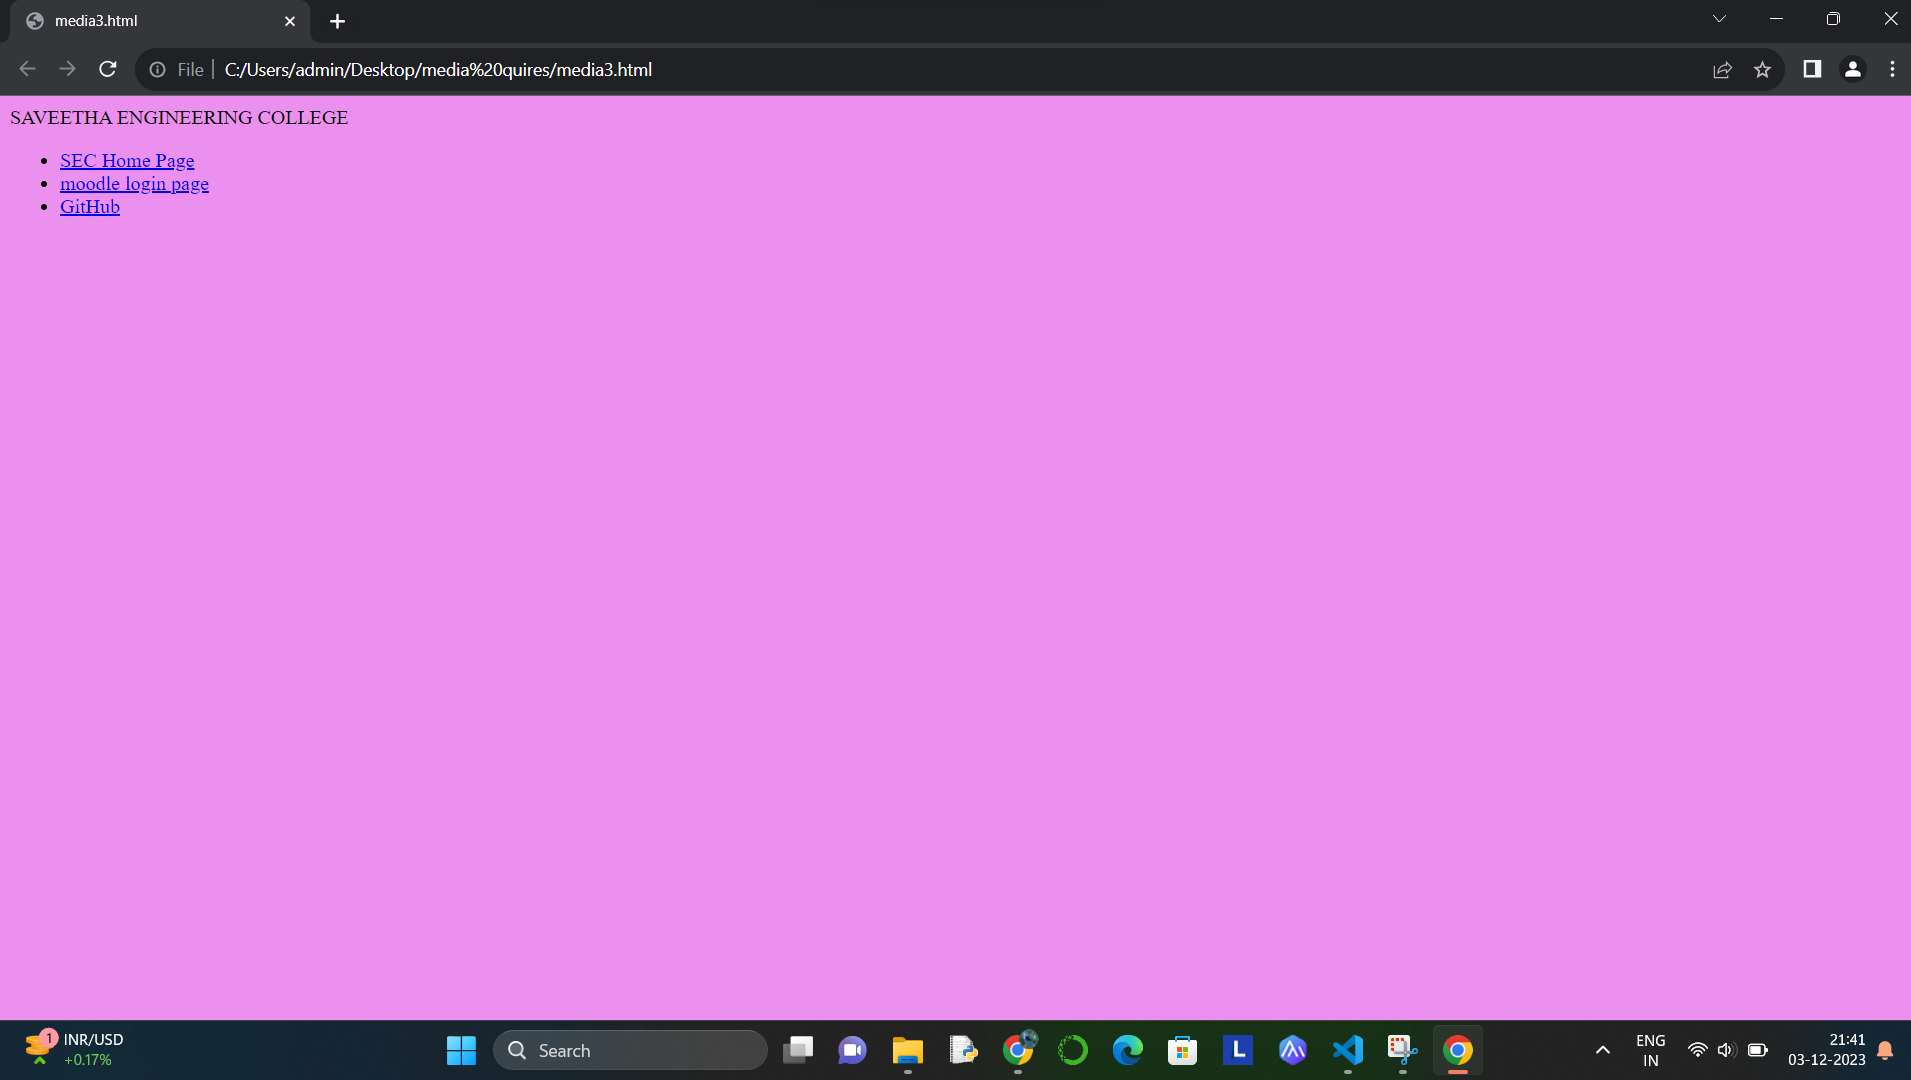 media3.html
File
C:/Users/admin/Desktop/media%20quires/media3.html
SAVEETHA ENGINEERING COLLEGE
SEC Home Page
moodle login page
GitHub
1
INR/USD
+0.17%
Search
L
ENG
IN
21:41
03-12-2023